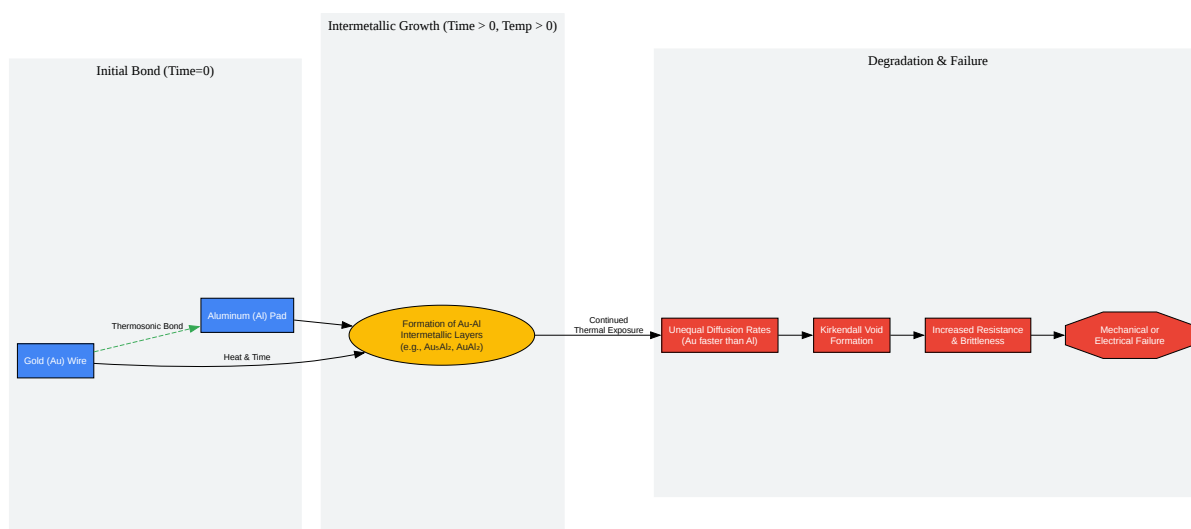 Initial Bond (Time=0)
Gold (Au) Wire
Thermosonic Bond
Aluminum (Al) Pad
Heat & Time
Intermetallic Growth (Time > 0, Temp > 0)
Formation of Au-Al
Intermetallic Layers
(e.g., Au₅Al₂, AuAl₂)
Continued
Thermal Exposure
Degradation & Failure
Unequal Diffusion Rates
(Au faster than Al)
Kirkendall Void
Formation
Increased Resistance
& Brittleness
Mechanical or
Electrical Failure